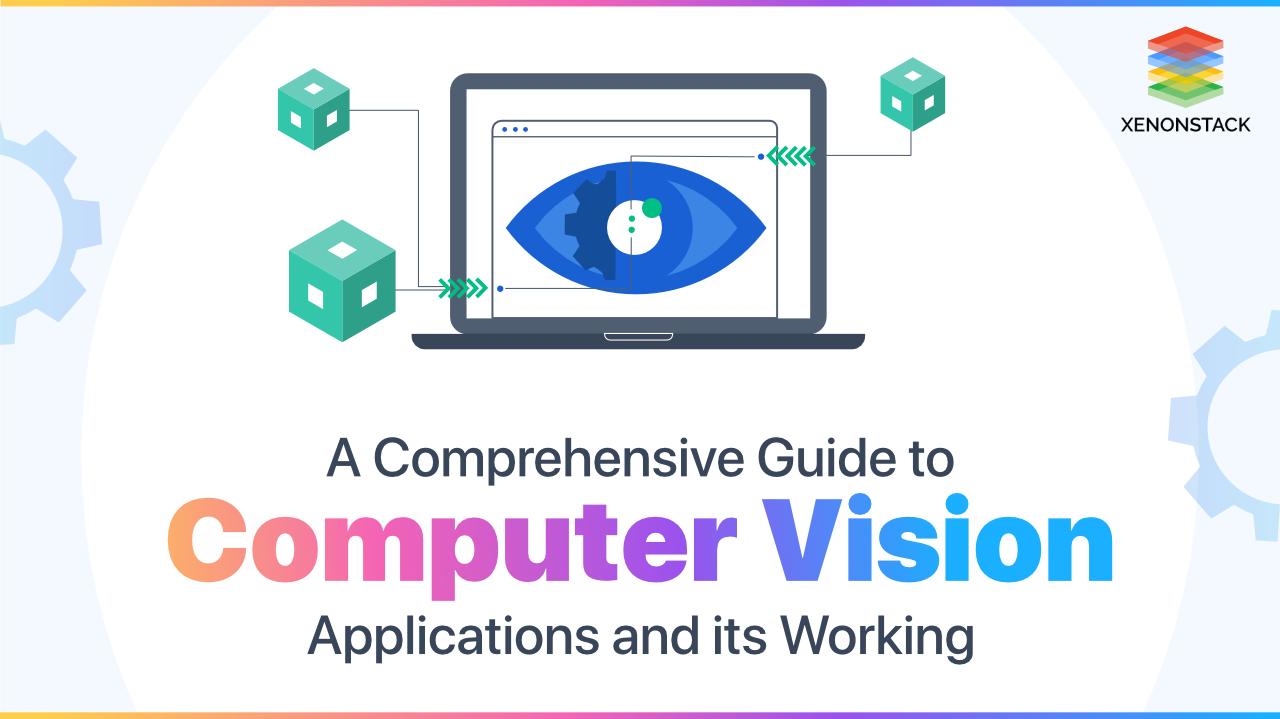 XENONSTACK
A Comprehensive Guide to
Computer Vision
Applications and its Working